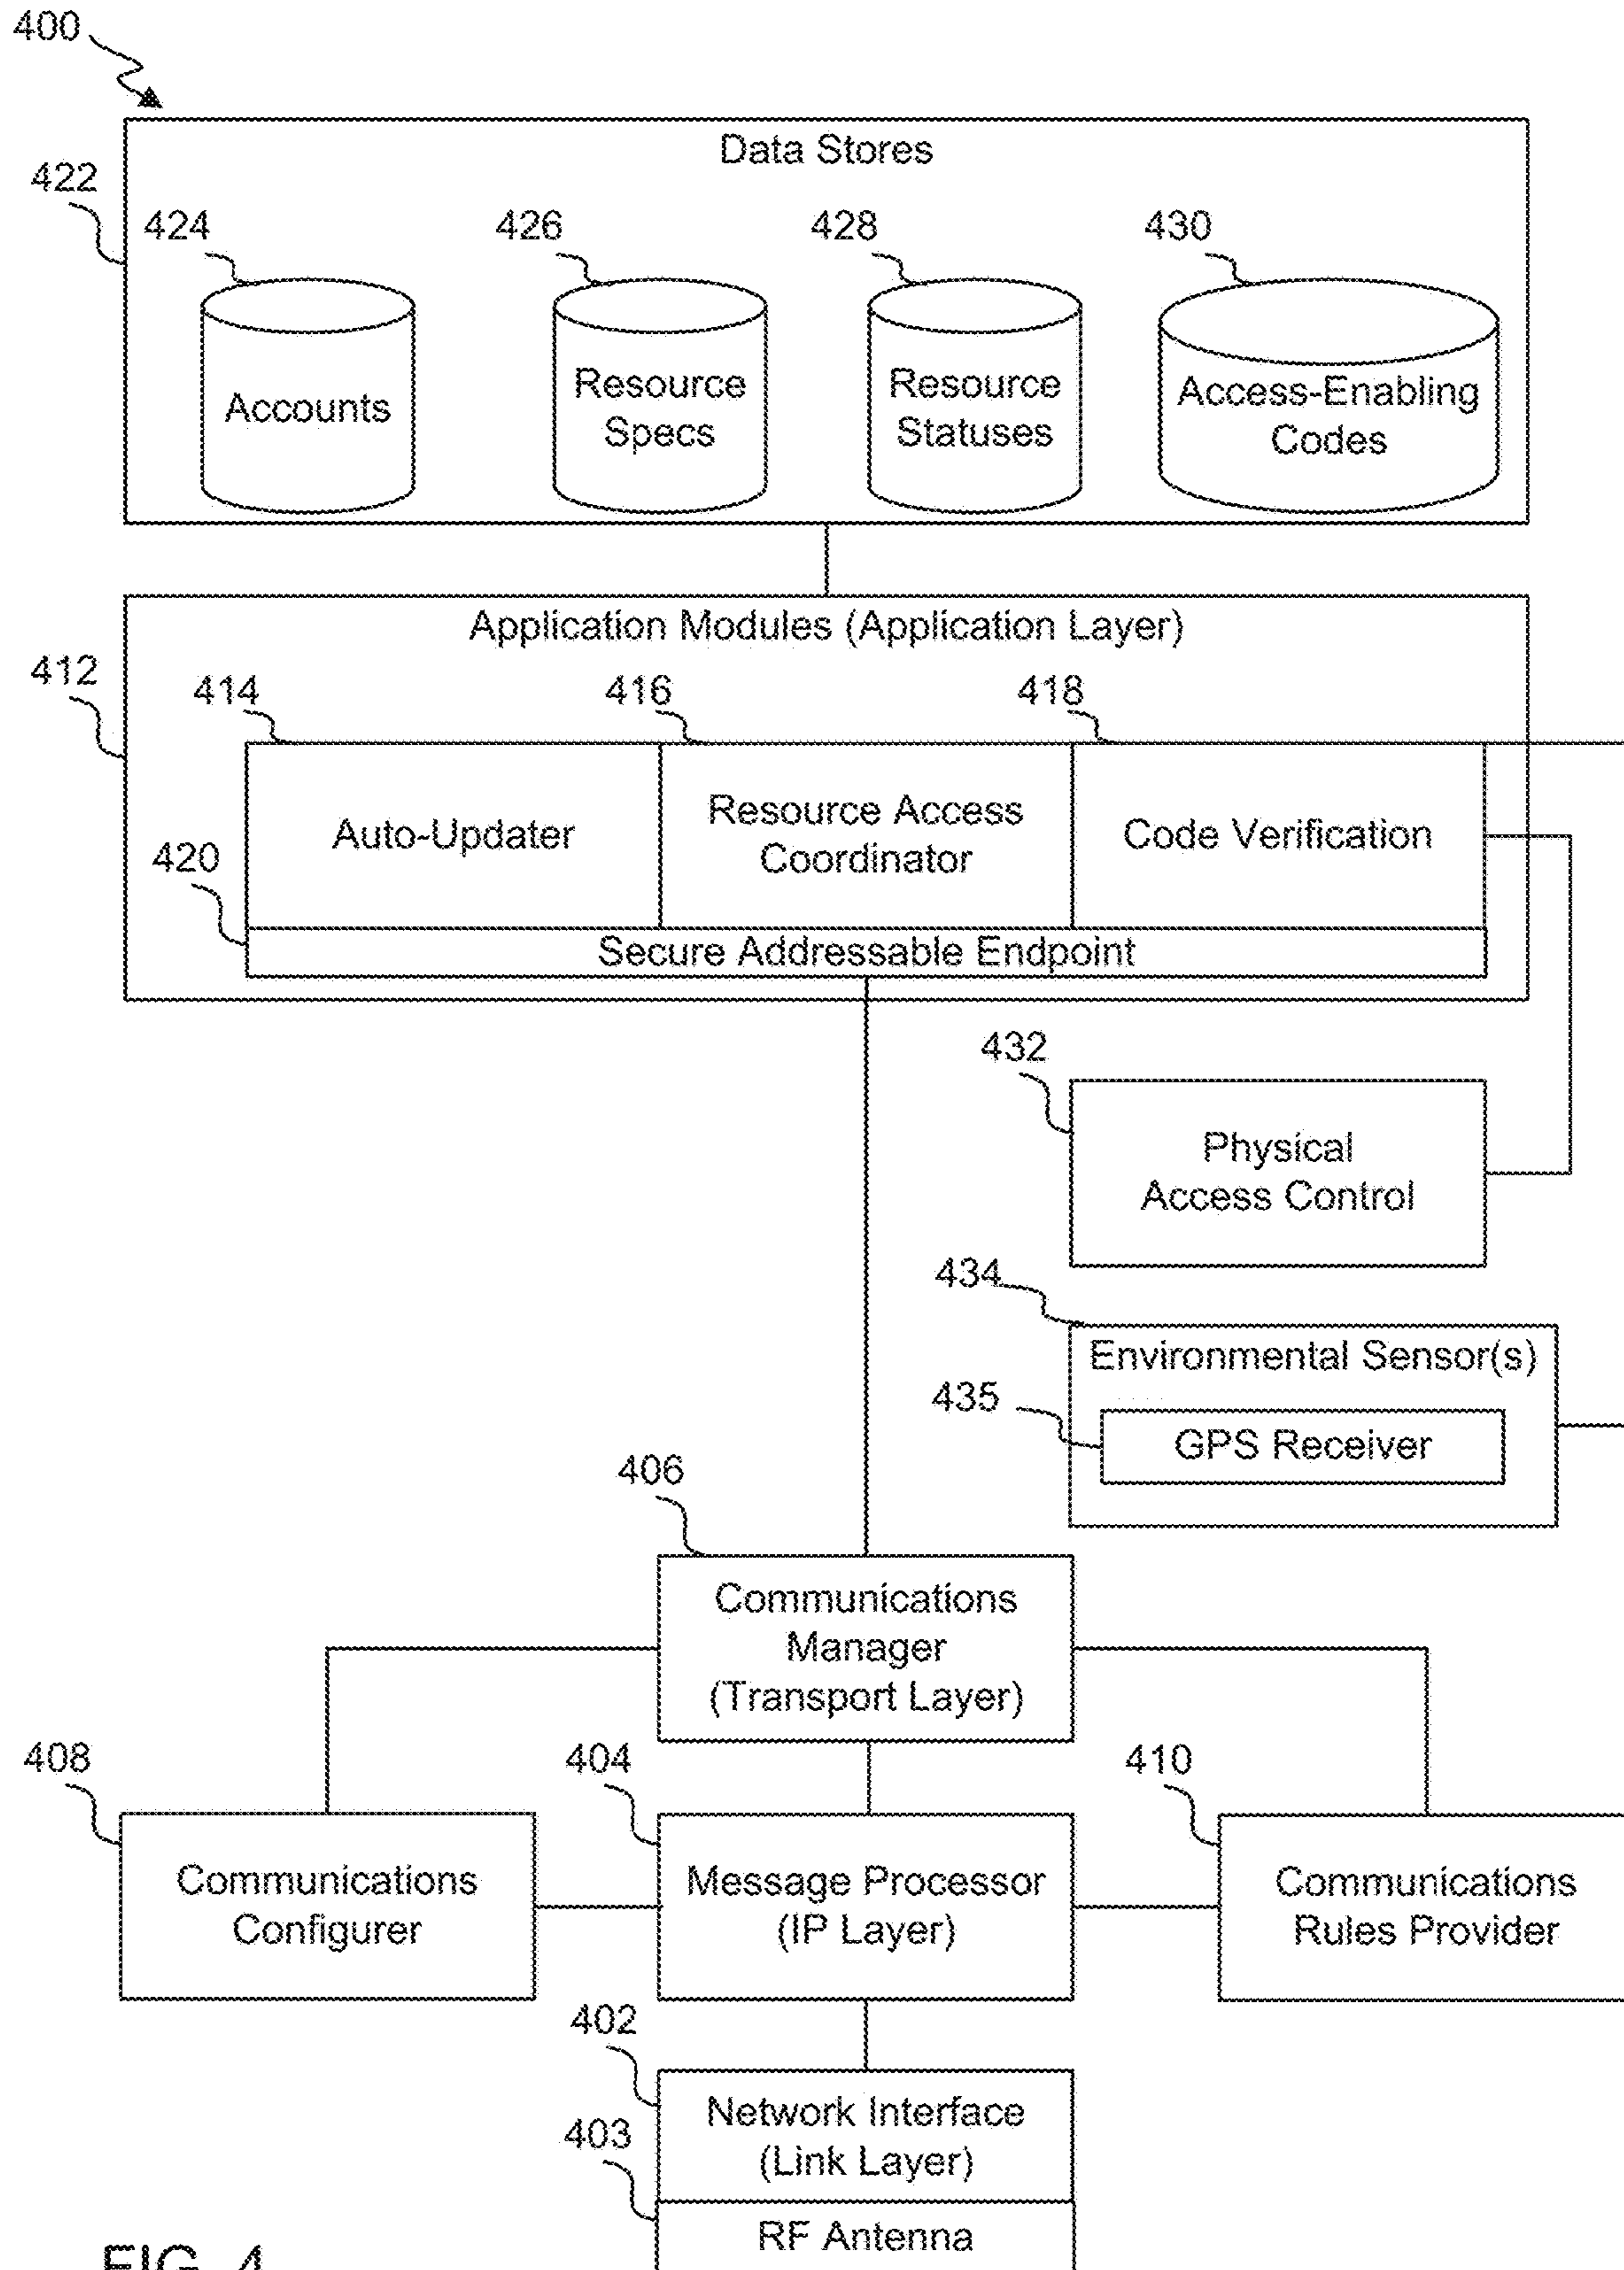 400
Data Stores
422
424
426
428
430
Accounts
Resource
Specs
Resource
Statuses
Access-Enabling
Codes
Application Modules (Application Layer)
412
414
416
418
Auto-Updater
Resource Access
Coordinator
Code Verification
420
Secure Addressable Endpoint
432
Physical
Access Control
434
Environmental Sensor(s)
435
GPS Receiver
406
Communications
Manager
(Transport Layer)
408
404
410
Communications
Configurer
Message Processor
(IP Layer)
Communications
Rules Provider
402
Network Interface
(Link Layer)
403
RF Antenna
FIG. 4